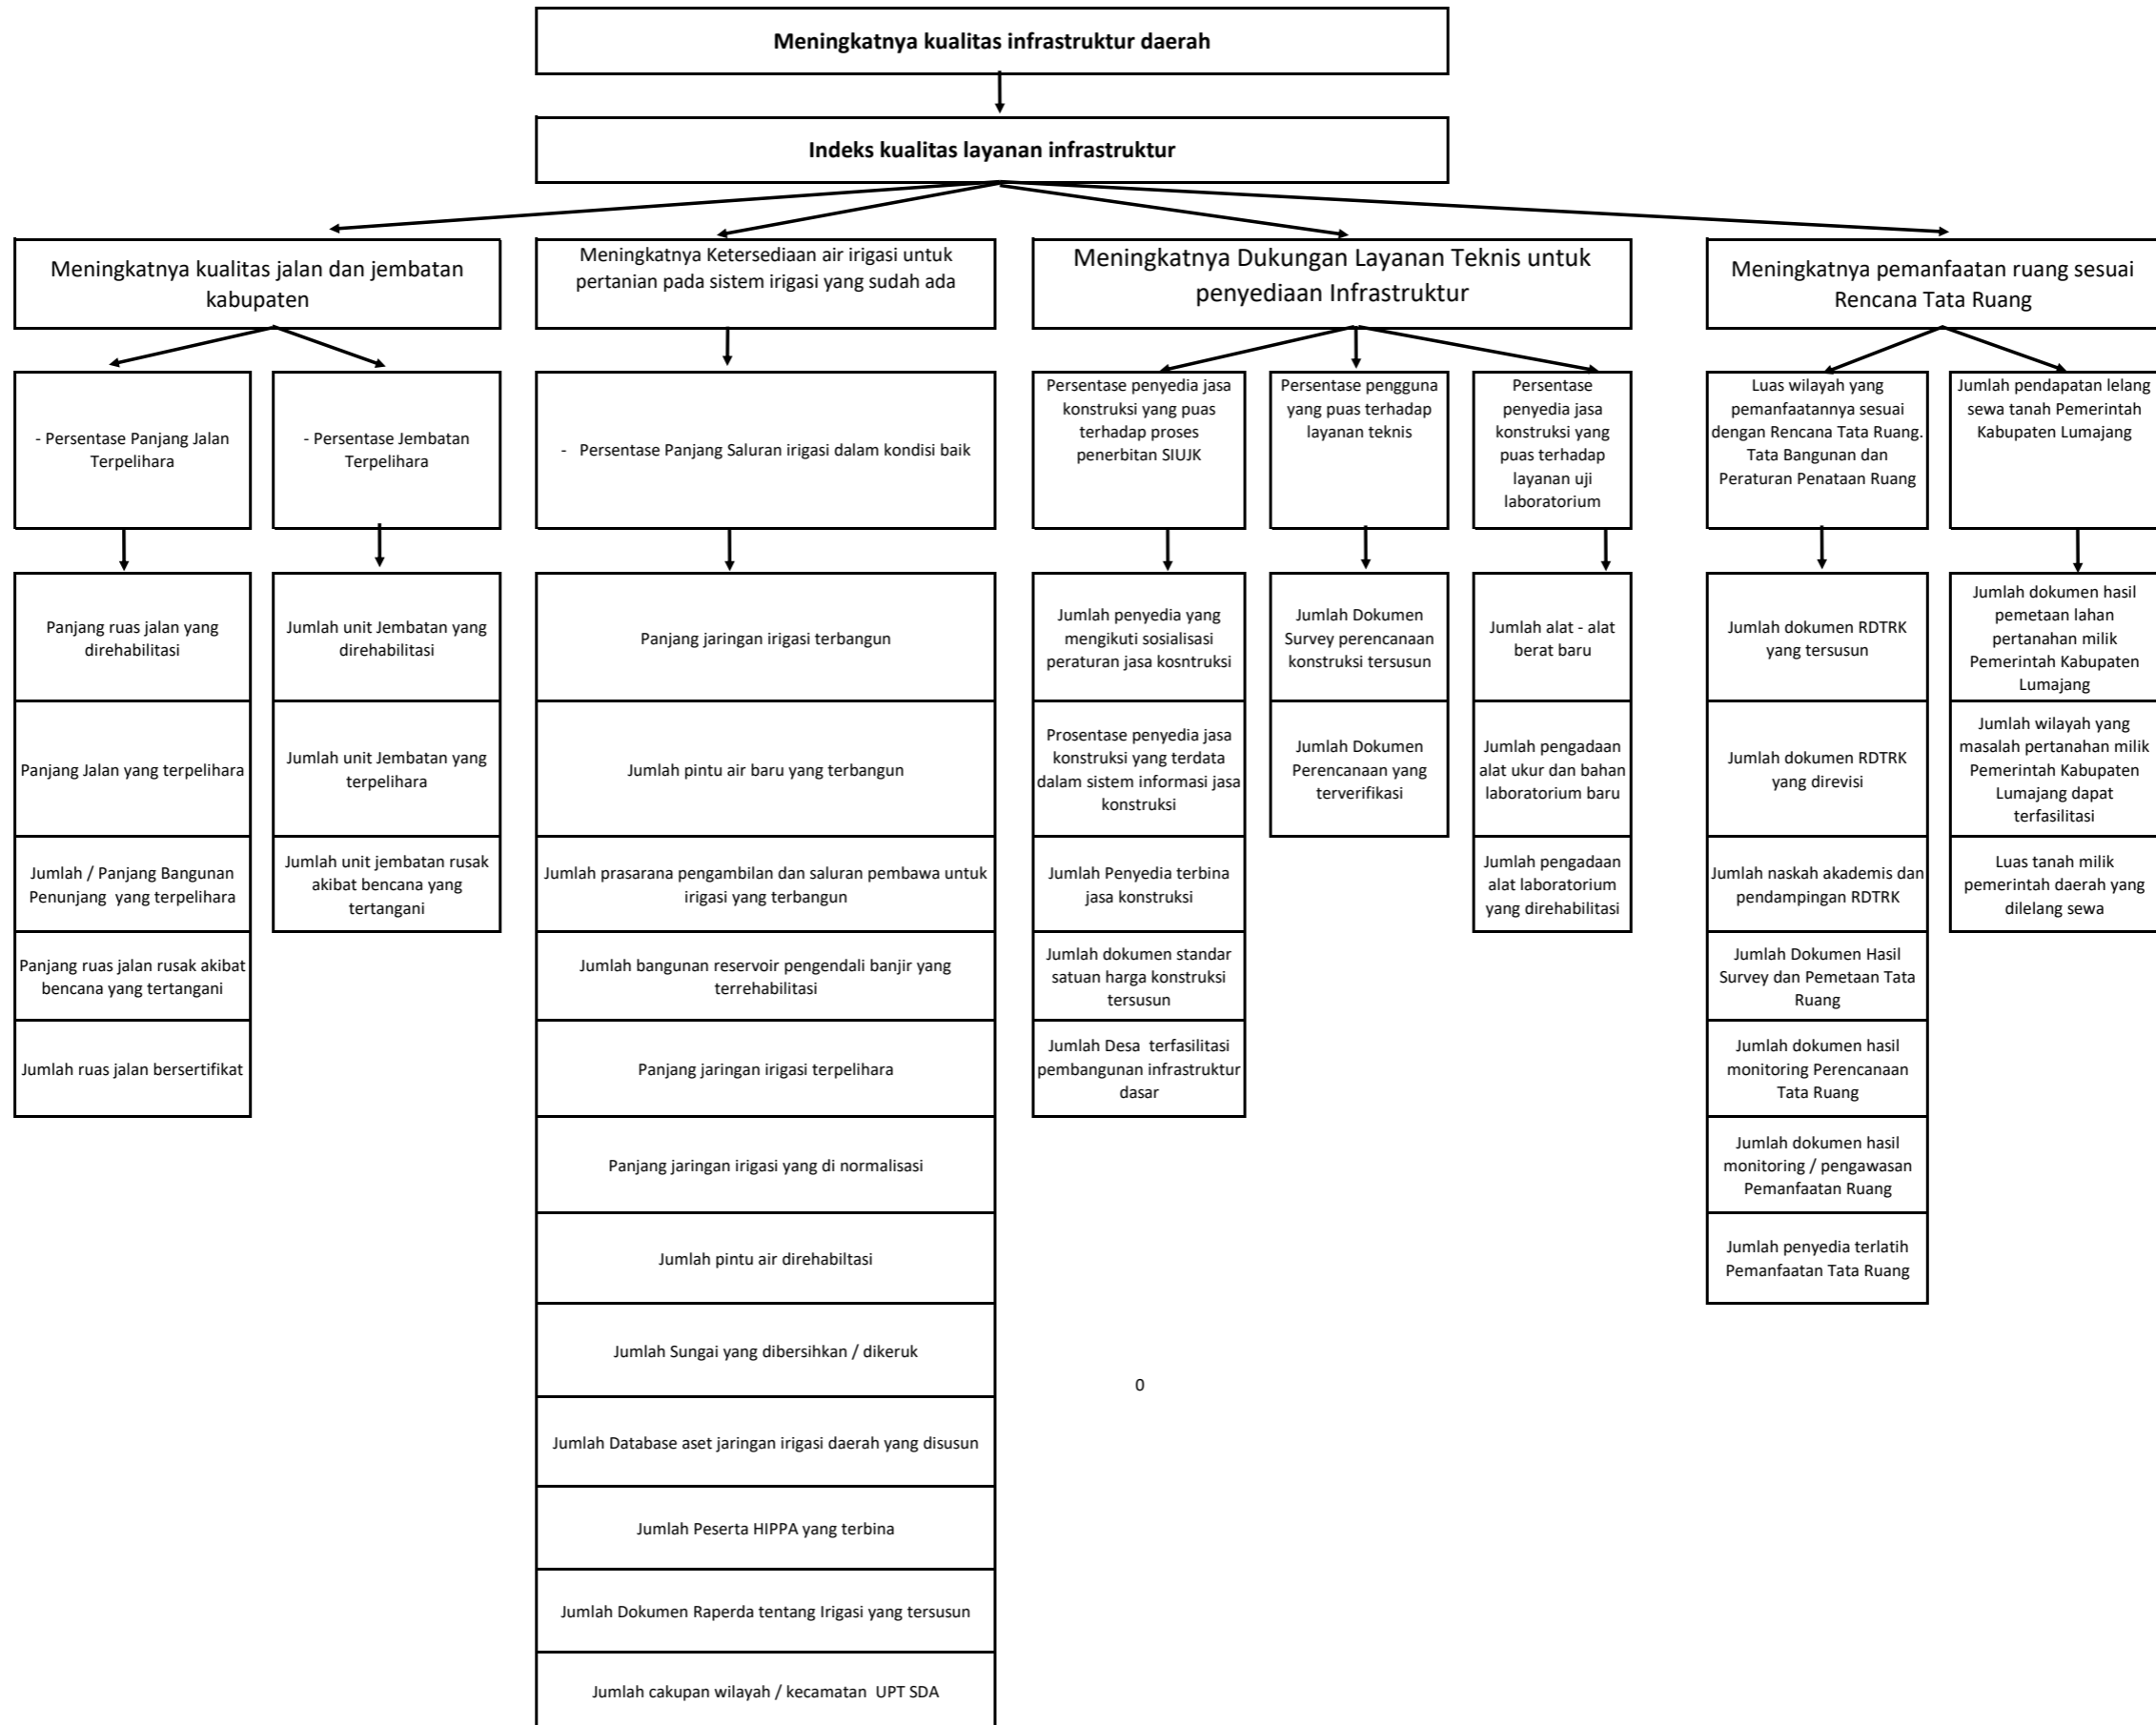 Meningkatnya kualitas infrastruktur daerah
Indeks kualitas layanan infrastruktur
Meningkatnya kualitas jalan dan jembatan
kabupaten
Meningkatnya Ketersediaan air irigasi untuk
pertanian pada sistem irigasi yang sudah ada
Meningkatnya Dukungan Layanan Teknis untuk
penyediaan Infrastruktur
Meningkatnya pemanfaatan ruang sesuai
Rencana Tata Ruang
- Persentase Panjang Jalan
Terpelihara
- Persentase Jembatan
Terpelihara
- Persentase Panjang Saluran irigasi dalam kondisi baik
Persentase penyedia jasa
konstruksi yang puas
terhadap proses
penerbitan SIUJK
Persentase pengguna
yang puas terhadap
layanan teknis
Persentase
penyedia jasa
konstruksi yang
puas terhadap
layanan uji
laboratorium
Luas wilayah yang
pemanfaatannya sesuai
dengan Rencana Tata Ruang.
Tata Bangunan dan
Peraturan Penataan Ruang
Jumlah pendapatan lelang
sewa tanah Pemerintah
Kabupaten Lumajang
Panjang ruas jalan yang
direhabilitasi
Jumlah unit Jembatan yang
direhabilitasi
Panjang jaringan irigasi terbangun
Jumlah penyedia yang
mengikuti sosialisasi
peraturan jasa kosntruksi
Jumlah Dokumen
Survey perencanaan
konstruksi tersusun
Jumlah alat - alat
berat baru
Jumlah dokumen RDTRK
yang tersusun
Jumlah dokumen hasil
pemetaan lahan
pertanahan milik
Pemerintah Kabupaten
Lumajang
Panjang Jalan yang terpelihara
Jumlah unit Jembatan yang
terpelihara
Jumlah pintu air baru yang terbangun
Prosentase penyedia jasa
konstruksi yang terdata
dalam sistem informasi jasa
konstruksi
Jumlah Dokumen
Perencanaan yang
terverifikasi
Jumlah pengadaan
alat ukur dan bahan
laboratorium baru
Jumlah dokumen RDTRK
yang direvisi
Jumlah wilayah yang
masalah pertanahan milik
Pemerintah Kabupaten
Lumajang dapat
terfasilitasi
Jumlah / Panjang Bangunan
Penunjang yang terpelihara
Jumlah unit jembatan rusak
akibat bencana yang
tertangani
Jumlah prasarana pengambilan dan saluran pembawa untuk
irigasi yang terbangun
Jumlah Penyedia terbina
jasa konstruksi
Jumlah pengadaan
alat laboratorium
yang direhabilitasi
Jumlah naskah akademis dan
pendampingan RDTRK
Luas tanah milik
pemerintah daerah yang
dilelang sewa
Panjang ruas jalan rusak akibat
bencana yang tertangani
Jumlah bangunan reservoir pengendali banjir yang
terrehabilitasi
Jumlah dokumen standar
satuan harga konstruksi
tersusun
Jumlah Dokumen Hasil
Survey dan Pemetaan Tata
Ruang
Jumlah ruas jalan bersertifikat
Panjang jaringan irigasi terpelihara
Jumlah Desa terfasilitasi
pembangunan infrastruktur
dasar
Jumlah dokumen hasil
monitoring Perencanaan
Tata Ruang
Panjang jaringan irigasi yang di normalisasi
Jumlah dokumen hasil
monitoring / pengawasan
Pemanfaatan Ruang
Jumlah pintu air direhabiltasi
Jumlah penyedia terlatih
Pemanfaatan Tata Ruang
Jumlah Sungai yang dibersihkan / dikeruk
0
Jumlah Database aset jaringan irigasi daerah yang disusun
Jumlah Peserta HIPPA yang terbina
Jumlah Dokumen Raperda tentang Irigasi yang tersusun
Jumlah cakupan wilayah / kecamatan UPT SDA